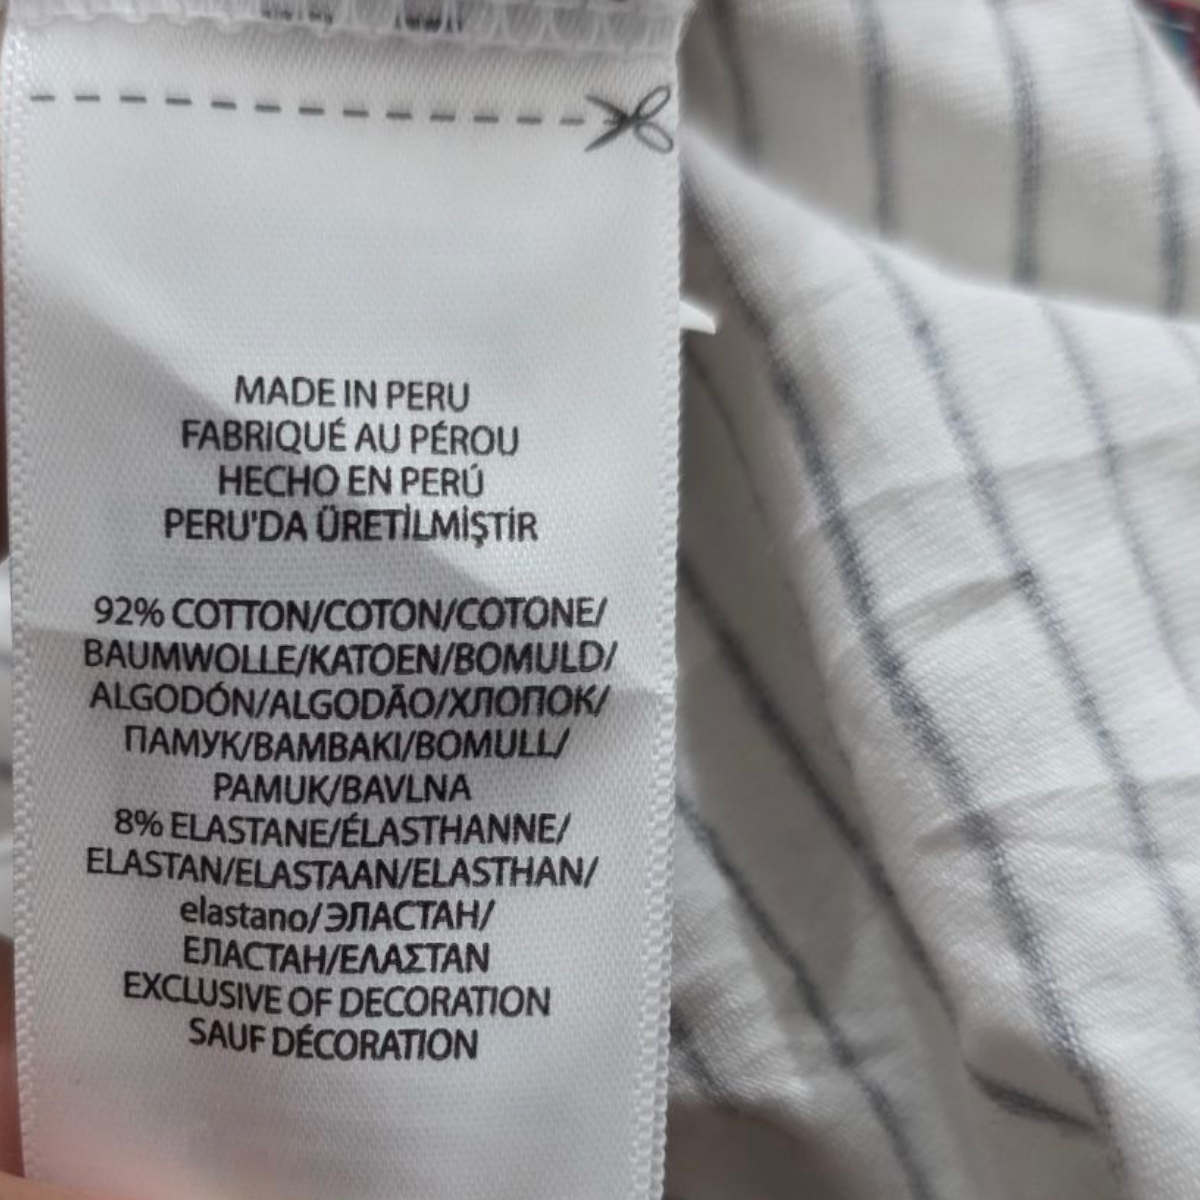 MADE IN PERU
FABRIQUÉ AU PÉROU
HECHO EN PERÚ
PERU'DA ÜRETİLMİŞTİR
92% COTTON/COTON/COTONE/
BAUMWOLLE/KATOEN/BOMULD/
ALGODÓN/ALGODÃO/ХЛОПОК/
ПАМУК/BAMBAKI/BOMULL/
PAMUK/BAVLNA
8% ELASTANE/ÉLASTHANNE/
ELASTAN/ELASTAAN/ELASTHAN/
elastano/ЭЛАСТАН/
ЕЛАСТАН/ΕΛΑΣΤΑΝ
EXCLUSIVE OF DECORATION
SAUF DÉCORATION